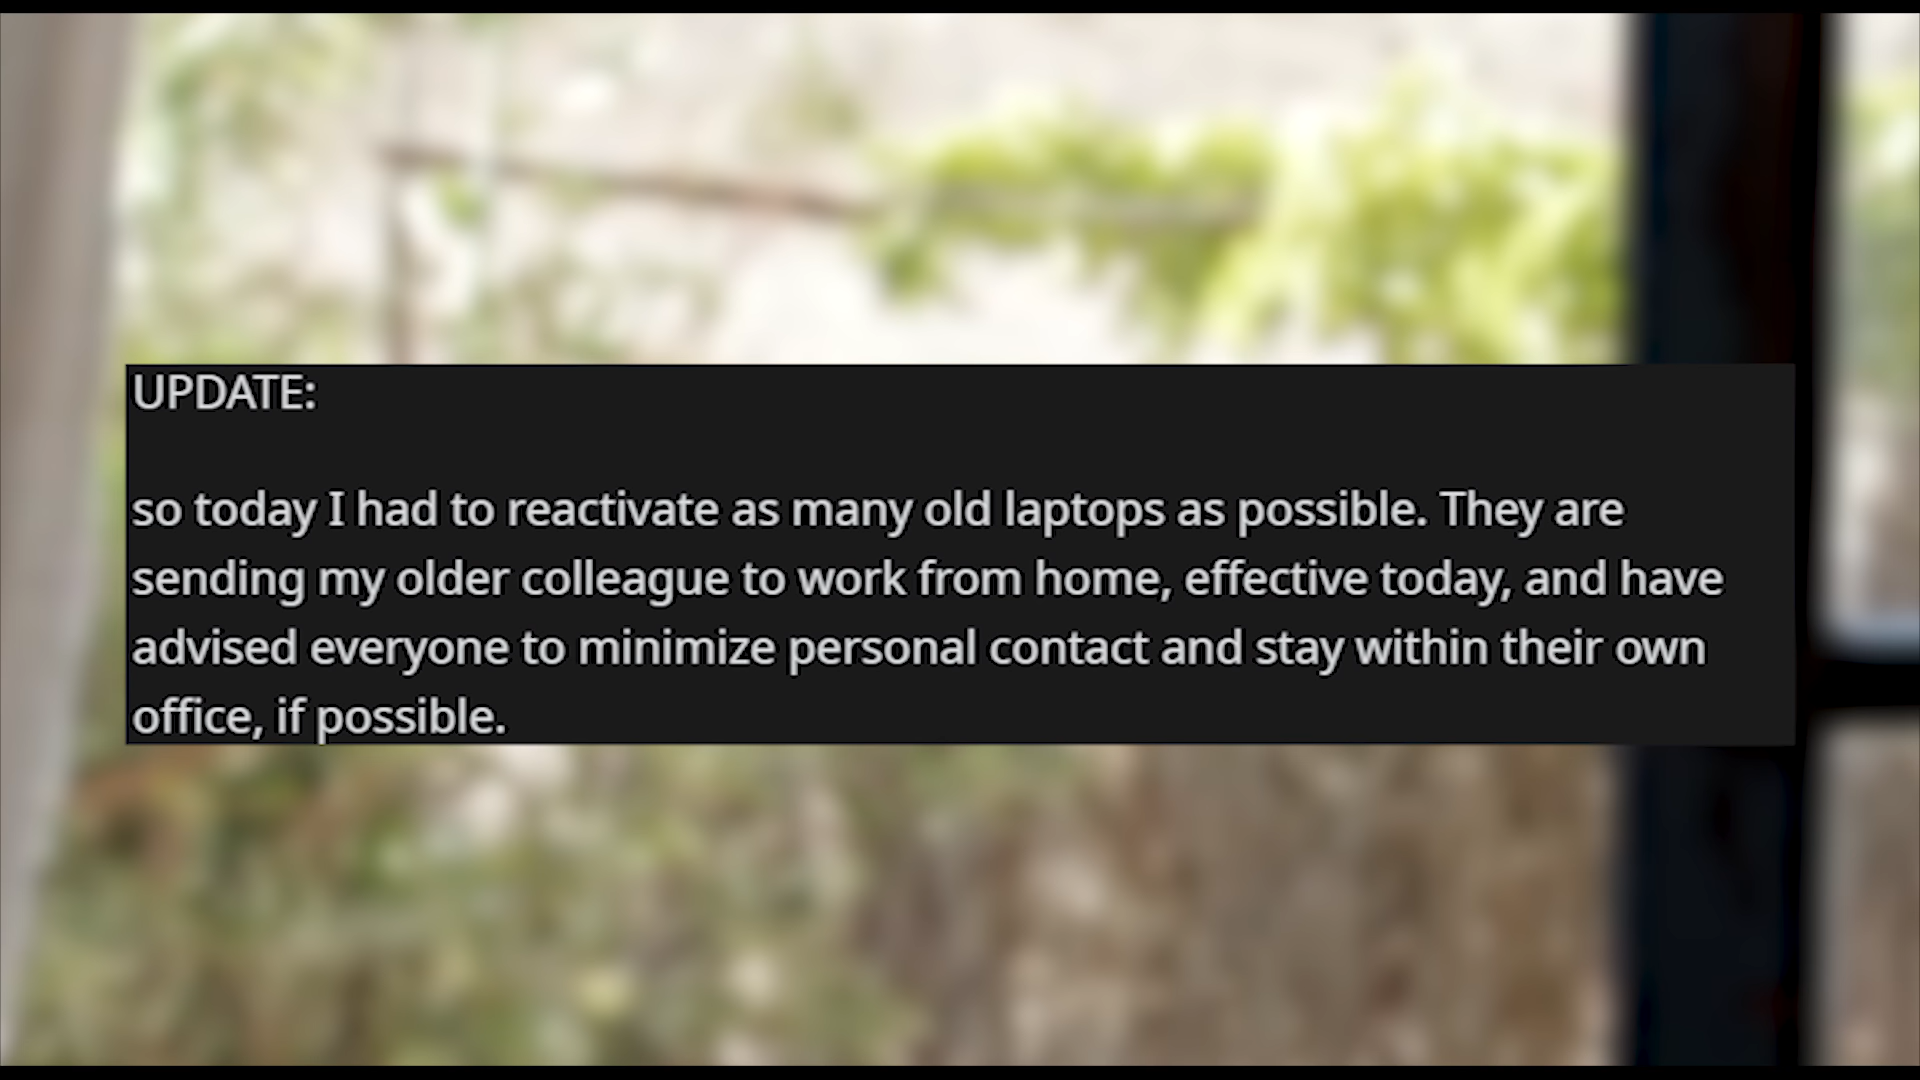 UPDATE:
so today I had to reactivate as many old laptops as possible. They are
sending my older colleague to work from home, effective today, and have
advised everyone to minimize personal contact and stay within their own
office, if possible.